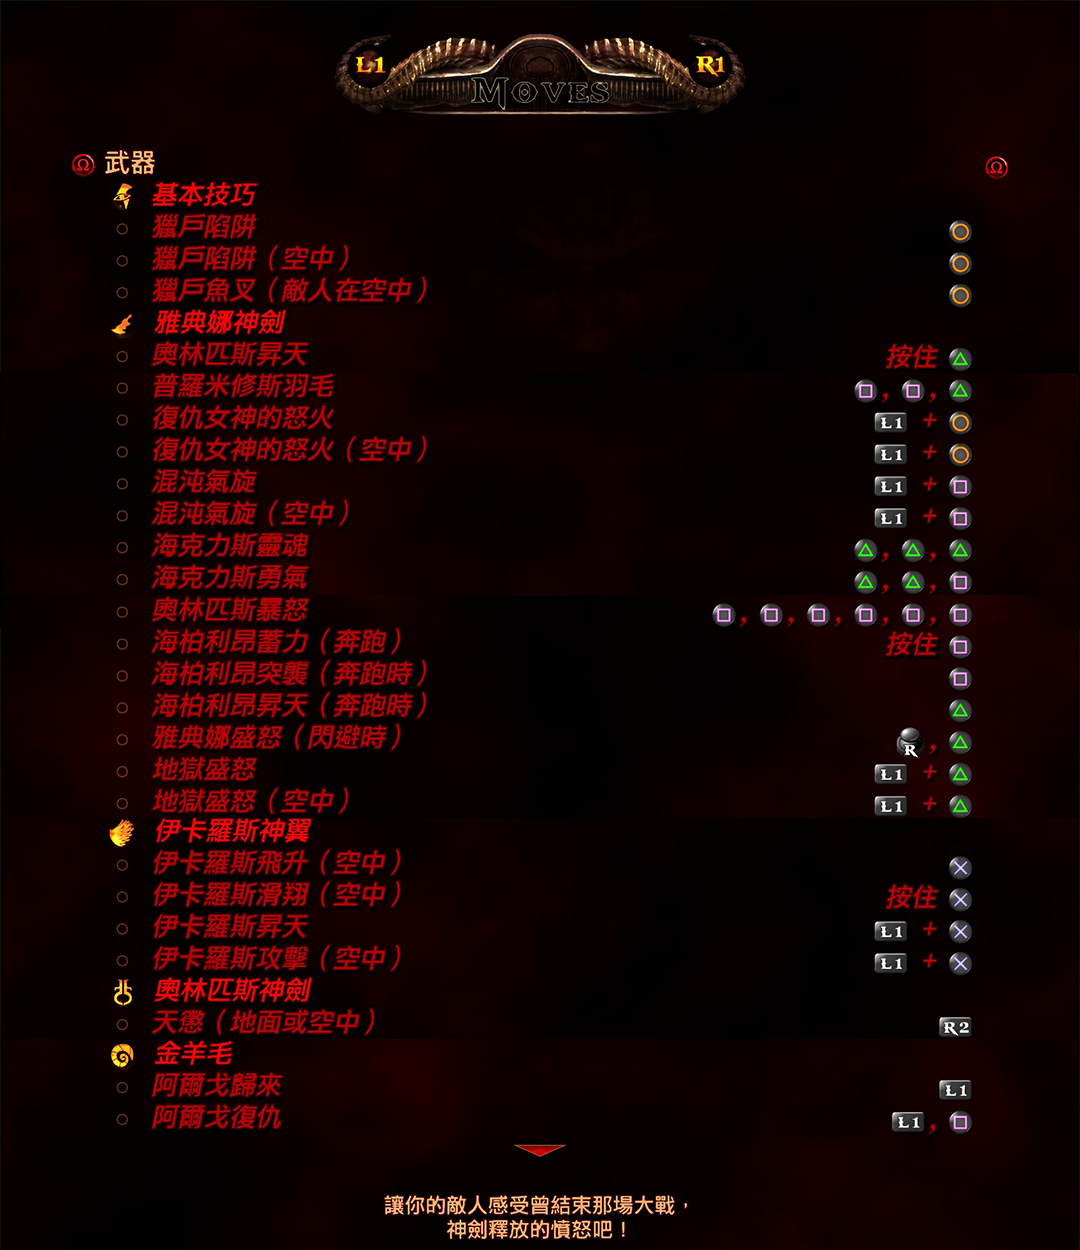 L1 MOVES R1
武器
基本技巧
獵戶陷阱
獵戶陷阱（空中）
獵戶魚叉（敵人在空中）
雅典娜神劍
奧林匹斯昇天 按住 △
普羅米修斯羽毛 □, □, △
復仇女神的怒火 L1 + ○
復仇女神的怒火（空中） L1 + ○
混沌氣旋 L1 + □
混沌氣旋（空中） L1 + □
海克力斯靈魂 △, △, △
海克力斯勇氣 △, △, □
奧林匹斯暴怒 □, □, □, □, □, □
海柏利昂蓄力（奔跑） 按住 □
海柏利昂突襲（奔跑時） □
海柏利昂昇天（奔跑時） △
雅典娜盛怒（閃避時） R, △
地獄盛怒 L1 + △
地獄盛怒（空中） L1 + △
伊卡羅斯神翼
伊卡羅斯飛升（空中） ×
伊卡羅斯滑翔（空中） 按住 ×
伊卡羅斯昇天 L1 + ×
伊卡羅斯攻擊（空中） L1 + ×
奧林匹斯神劍
天懲（地面或空中） R2
金羊毛
阿爾戈歸來 L1
阿爾戈復仇 L1, □
讓你的敵人感受曾結束那場大戰，
神劍釋放的憤怒吧！